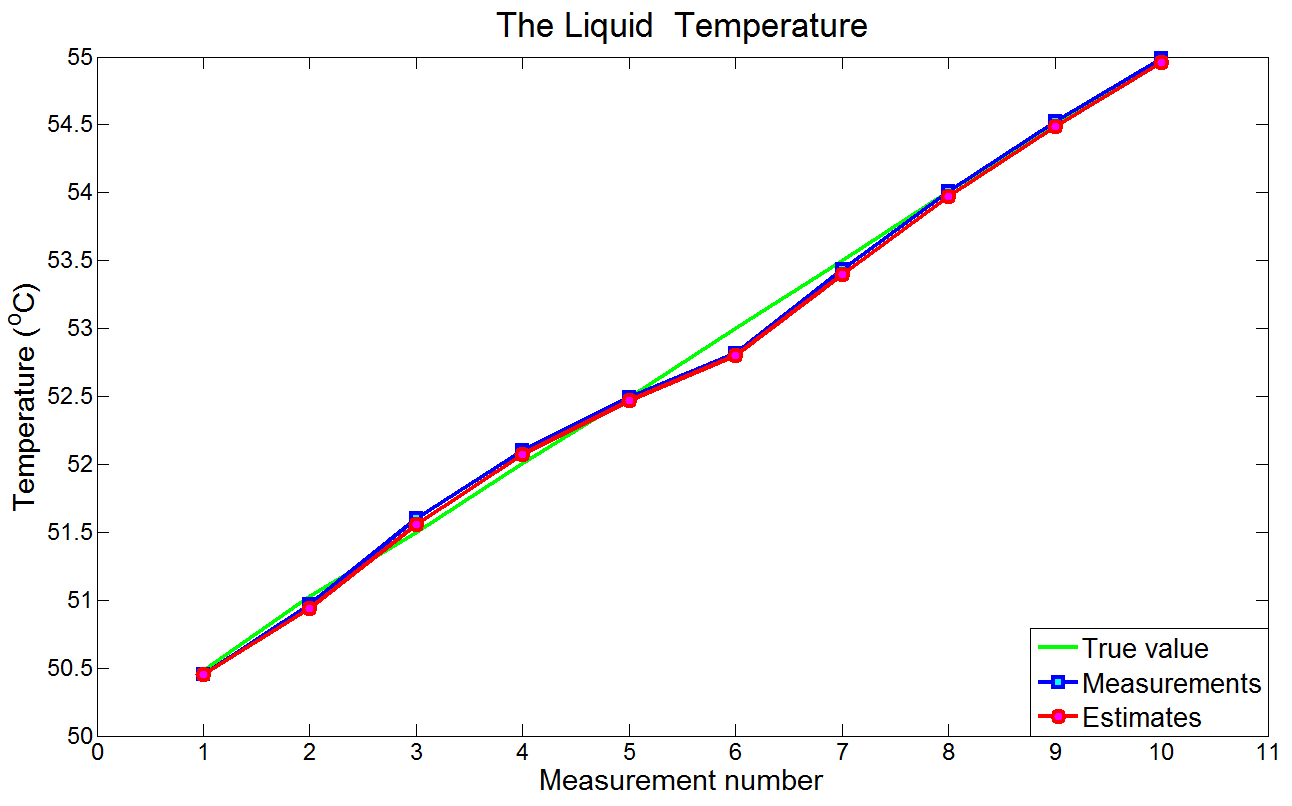 The Liquid  Temperature
Temperature (°C)
55
54.5
54
53.5
53
52.5
52
51.5
51
50.5
50
0 1 2 3 4 5 6 7 8 9 10 11
Measurement number
True value
Measurements
Estimates